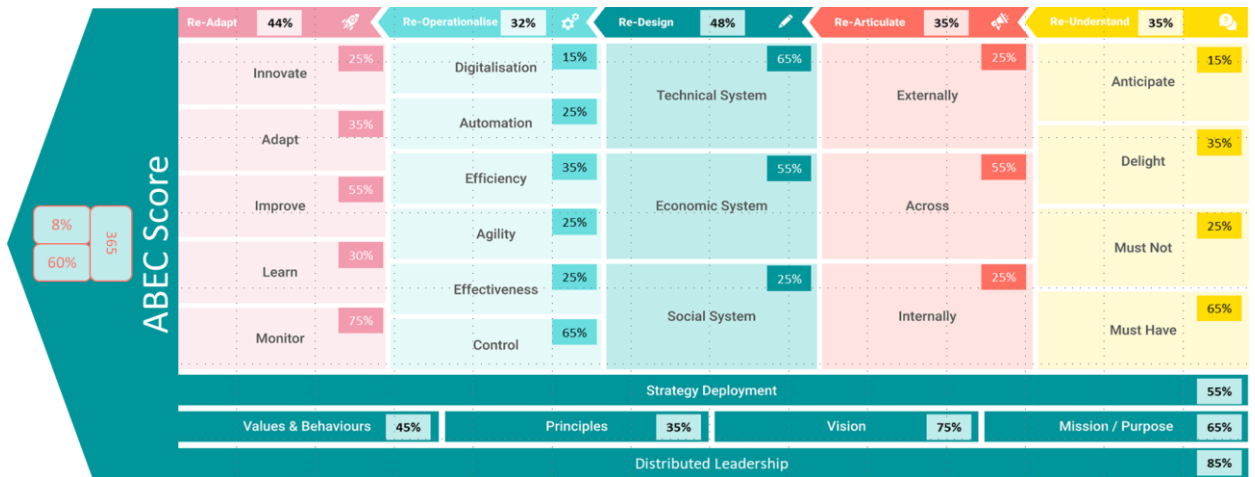 Re-Adapt 44%
Re-Operationalise 32%
Re-Design 48%
Re-Articulate 35%
Re-Understand 35%
Innovate 25%
Adapt 35%
Improve 55%
Learn 30%
Monitor 75%
Digitalisation 15%
Automation 25%
Efficiency 35%
Agility 25%
Effectiveness 25%
Control 65%
Technical System 65%
Economic System 55%
Social System 25%
Externally 25%
Across 55%
Internally 25%
Anticipate 15%
Delight 35%
Must Not 25%
Must Have 65%
ABEC Score
8%
60%
365
Strategy Deployment 55%
Values & Behaviours 45%
Principles 35%
Vision 75%
Mission / Purpose 65%
Distributed Leadership 85%